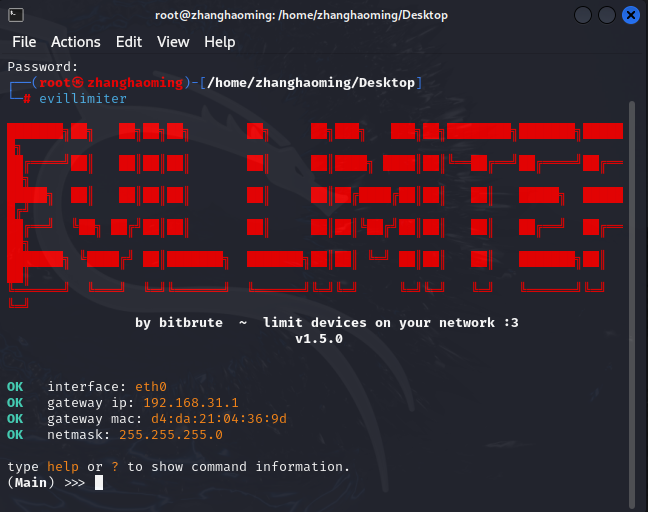 root@zhanghaoming: /home/zhanghaoming/Desktop
File Actions Edit View Help
Password:
┌──(root㉿zhanghaoming)-[/home/zhanghaoming/Desktop]
└─# evillimiter
EVIL LIMITER
by bitbrute ~ limit devices on your network :3
v1.5.0
OK interface: eth0
OK gateway ip: 192.168.31.1
OK gateway mac: d4:da:21:04:36:9d
OK netmask: 255.255.255.0
type help or ? to show command information.
(Main) >>>